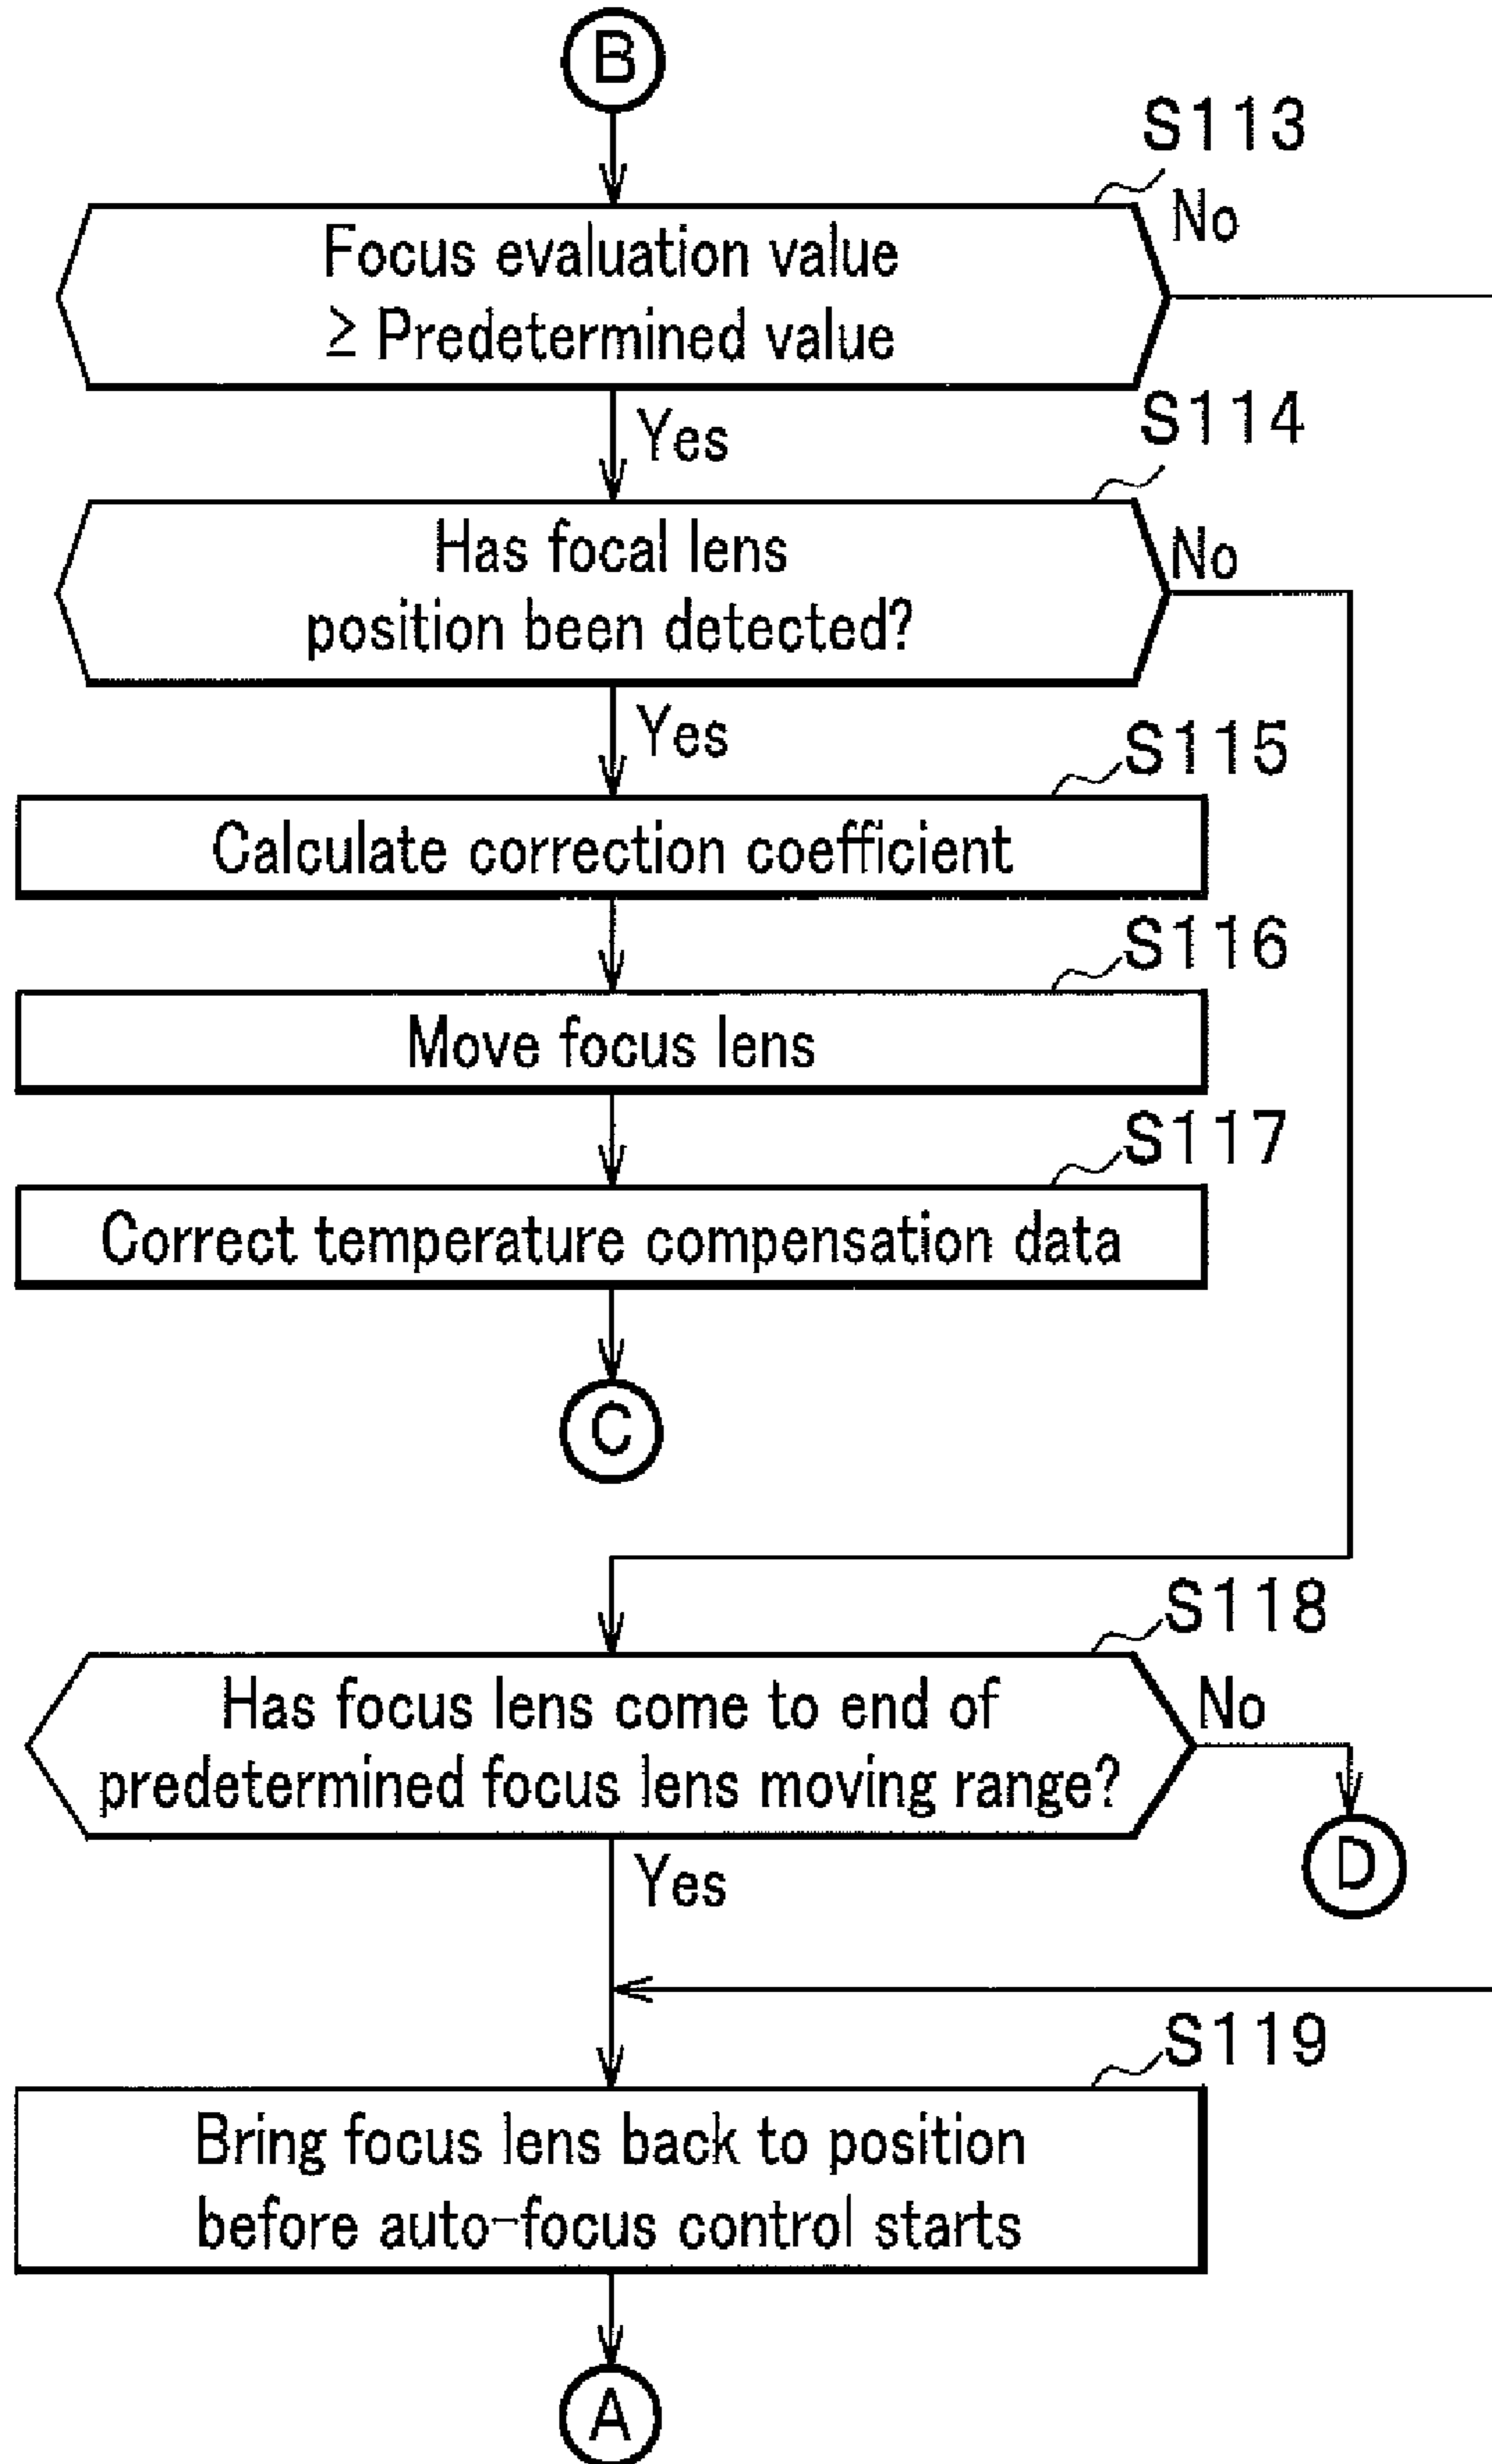 B
S113
No
Focus evaluation value
≥ Predetermined value
Yes
S114
No
Has focal lens
position been detected?
Yes
S115
Calculate correction coefficient
S116
Move focus lens
S117
Correct temperature compensation data
C
S118
No
Has focus lens come to end of
predetermined focus lens moving range?
D
Yes
S119
Bring focus lens back to position
before auto-focus control starts
A